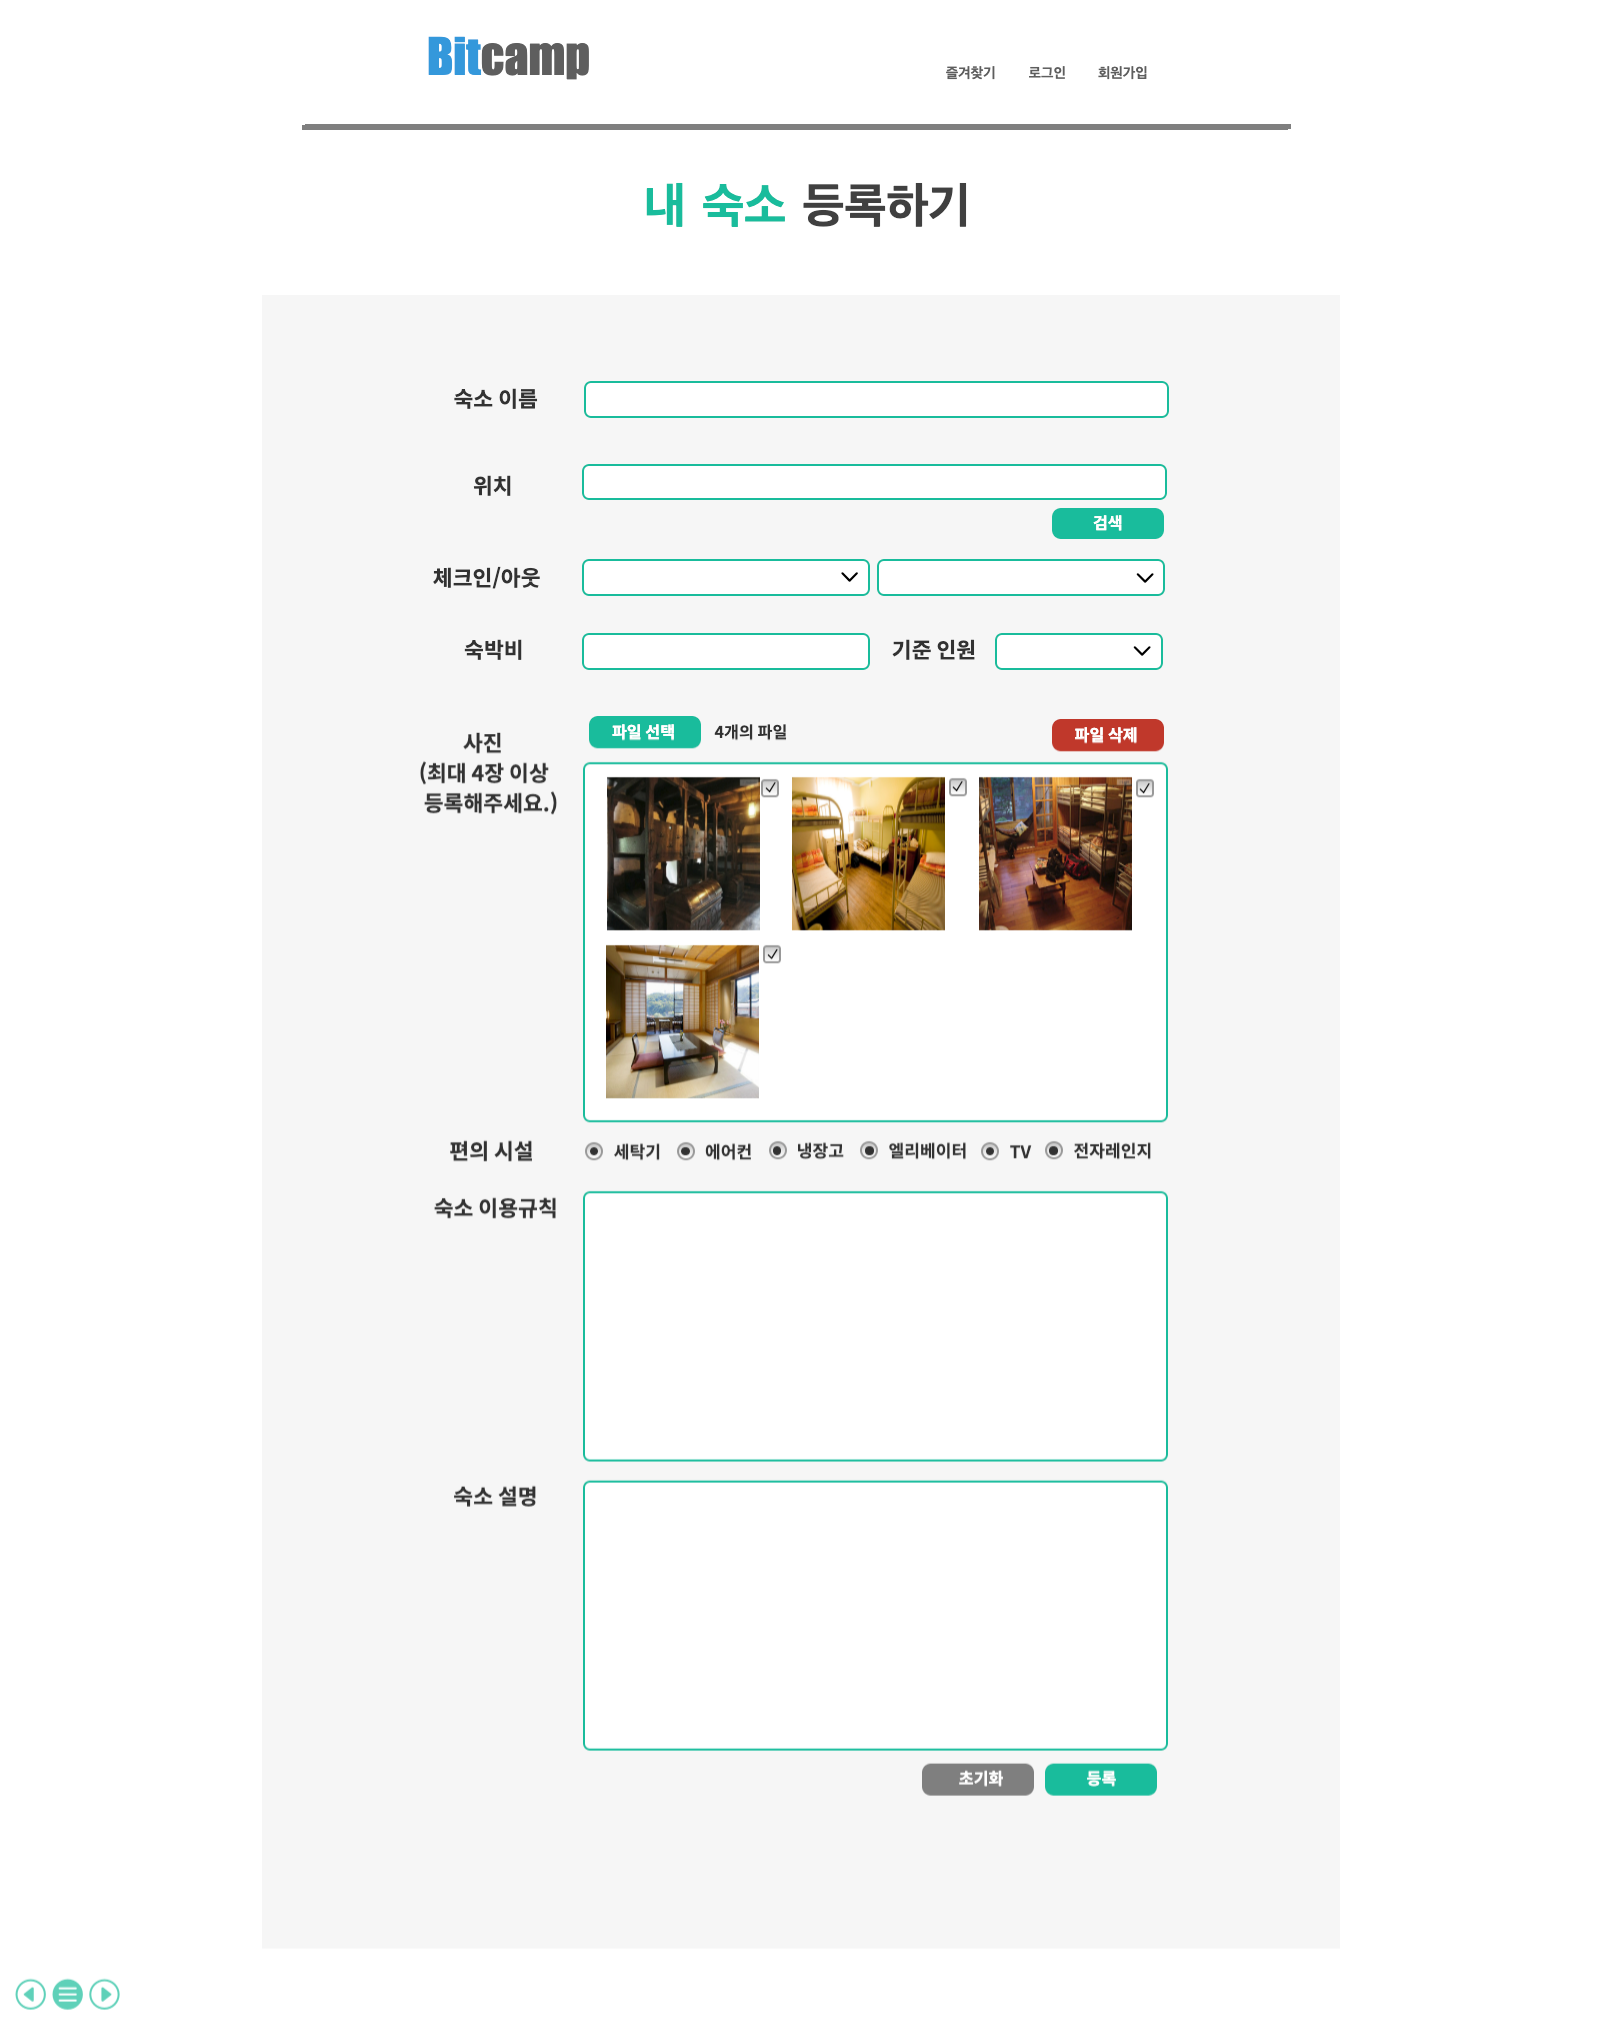 Bitcamp
즐겨찾기 로그인 회원가입
내 숙소 등록하기
숙소 이름
위치
검색
체크인/아웃
숙박비 기준 인원
파일 선택 4개의 파일 파일 삭제
사진
(최대 4장 이상
등록해주세요.)
편의 시설 세탁기 에어컨 냉장고 엘리베이터 TV 전자레인지
숙소 이용규칙
숙소 설명
초기화 등록